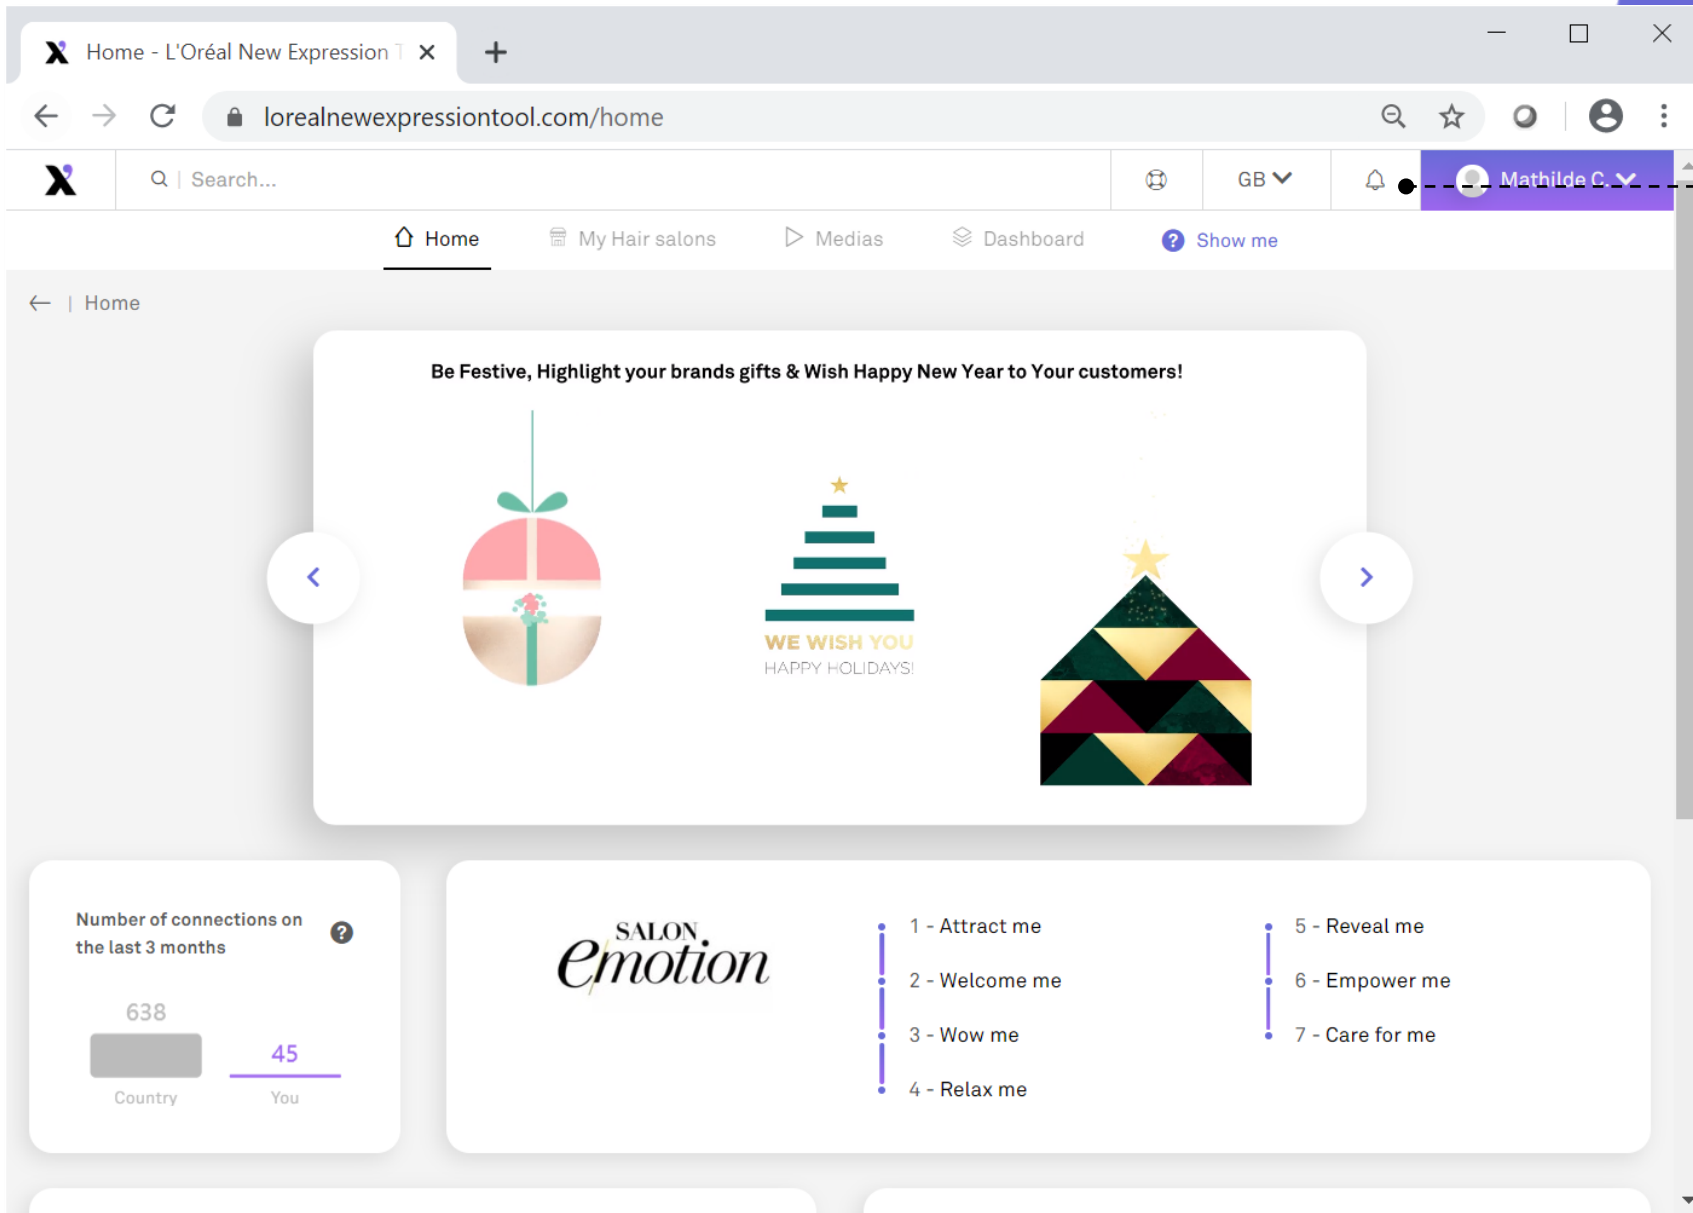 Home - L'Oréal New Expression T
lorealnewexpressiontool.com/home
Search...
GB
Mathilde C.
Home
My Hair salons
Medias
Dashboard
Show me
Home
Be Festive, Highlight your brands gifts & Wish Happy New Year to Your customers!
WE WISH YOU
HAPPY HOLIDAYS!
Number of connections on
the last 3 months
638
45
Country
You
SALON
emotion
1 - Attract me
2 - Welcome me
3 - Wow me
4 - Relax me
5 - Reveal me
6 - Empower me
7 - Care for me